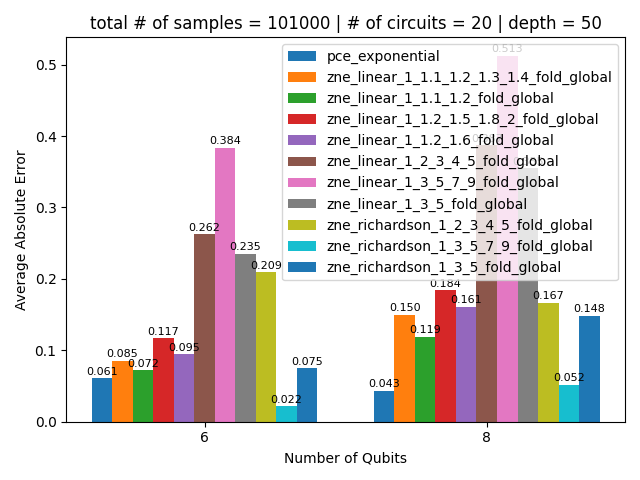 total # of samples = 101000 | # of circuits = 20 | depth = 50
Average Absolute Error
0.5
0.4
0.3
0.2
0.1
0.0
pce_exponential
zne_linear_1_1.1_1.2_1.3_1.4_fold_global
zne_linear_1_1.1_1.2_fold_global
zne_linear_1_1.2_1.5_1.8_2_fold_global
zne_linear_1_1.2_1.6_fold_global
zne_linear_1_2_3_4_5_fold_global
zne_linear_1_3_5_7_9_fold_global
zne_linear_1_3_5_fold_global
zne_richardson_1_2_3_4_5_fold_global
zne_richardson_1_3_5_7_9_fold_global
zne_richardson_1_3_5_fold_global
0.061
0.085
0.072
0.117
0.095
0.262
0.384
0.235
0.209
0.022
0.075
0.043
0.150
0.119
0.184
0.161
0.513
0.167
0.052
0.148
6
8
Number of Qubits